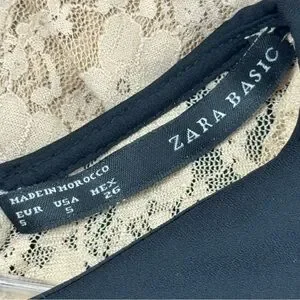 ZARA BASIC
MADE IN MOROCCO
EUR USA MEX
S S 26